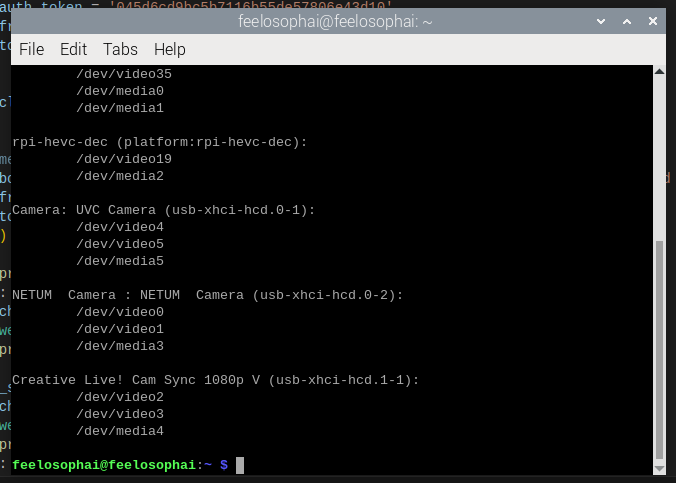 auth_token = '045d6cd9bc5b7116b55de57806e43d10'
feelosophai@feelosophai: ~
File Edit Tabs Help
/dev/video35
/dev/media0
/dev/media1
rpi-hevc-dec (platform:rpi-hevc-dec):
/dev/video19
/dev/media2
Camera: UVC Camera (usb-xhci-hcd.0-1):
/dev/video4
/dev/video5
/dev/media5
NETUM  Camera : NETUM  Camera (usb-xhci-hcd.0-2):
/dev/video0
/dev/video1
/dev/media3
Creative Live! Cam Sync 1080p V (usb-xhci-hcd.1-1):
/dev/video2
/dev/video3
/dev/media4
feelosophai@feelosophai:~ $